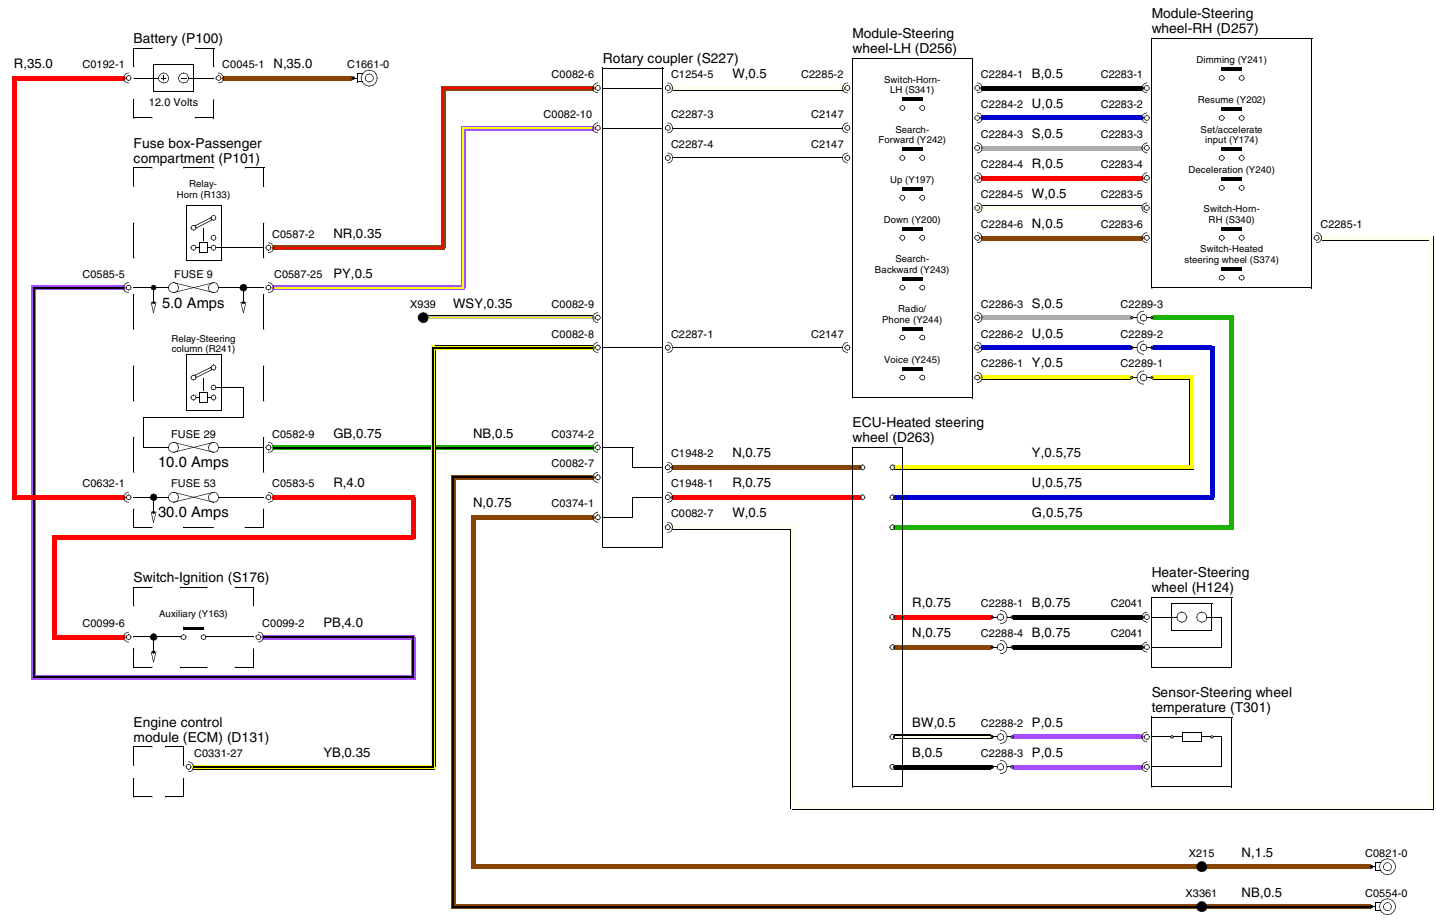 Battery (P100)
R,35.0
C0192-1
C0045-1
N,35.0
C1661-0
12.0 Volts
Fuse box-Passenger
compartment (P101)
Relay-
Horn (R133)
C0587-2
NR,0.35
C0585-5
FUSE 9
C0587-25
PY,0.5
5.0 Amps
Relay-Steering
column (R241)
FUSE 29
C0582-9
GB,0.75
NB,0.5
C0374-2
10.0 Amps
C0632-1
FUSE 53
C0583-5
R,4.0
30.0 Amps
Switch-Ignition (S176)
Auxiliary (Y163)
C0099-6
C0099-2
PB,4.0
Engine control
module (ECM) (D131)
C0331-27
YB,0.35
Rotary coupler (S227)
C0082-6
C1254-5
W,0.5
C2285-2
C0082-10
C2287-3
C2147
C2287-4
C2147
X939
WSY,0.35
C0082-9
C0082-8
C2287-1
C2147
C0082-7
C1948-2
N,0.75
N,0.75
C0374-1
C1948-1
R,0.75
C0082-7
W,0.5
Module-Steering
wheel-LH (D256)
Switch-Horn-
LH (S341)
Search-
Forward (Y242)
Up (Y197)
Down (Y200)
Search-
Backward (Y243)
Radio/
Phone (Y244)
Voice (Y245)
C2284-1
B,0.5
C2283-1
C2284-2
U,0.5
C2283-2
C2284-3
S,0.5
C2283-3
C2284-4
R,0.5
C2283-4
C2284-5
W,0.5
C2283-5
C2284-6
N,0.5
C2283-6
C2286-3
S,0.5
C2289-3
C2286-2
U,0.5
C2289-2
C2286-1
Y,0.5
C2289-1
Module-Steering
wheel-RH (D257)
Dimming (Y241)
Resume (Y202)
Set/accelerate
input (Y174)
Deceleration (Y240)
Switch-Horn-
RH (S340)
Switch-Heated
steering wheel (S374)
C2285-1
ECU-Heated steering
wheel (D263)
Y,0.5,75
U,0.5,75
G,0.5,75
R,0.75
C2288-1
B,0.75
C2041
N,0.75
C2288-4
B,0.75
C2041
Heater-Steering
wheel (H124)
BW,0.5
C2288-2
P,0.5
B,0.5
C2288-3
P,0.5
Sensor-Steering wheel
temperature (T301)
X215
N,1.5
C0821-0
X3361
NB,0.5
C0554-0